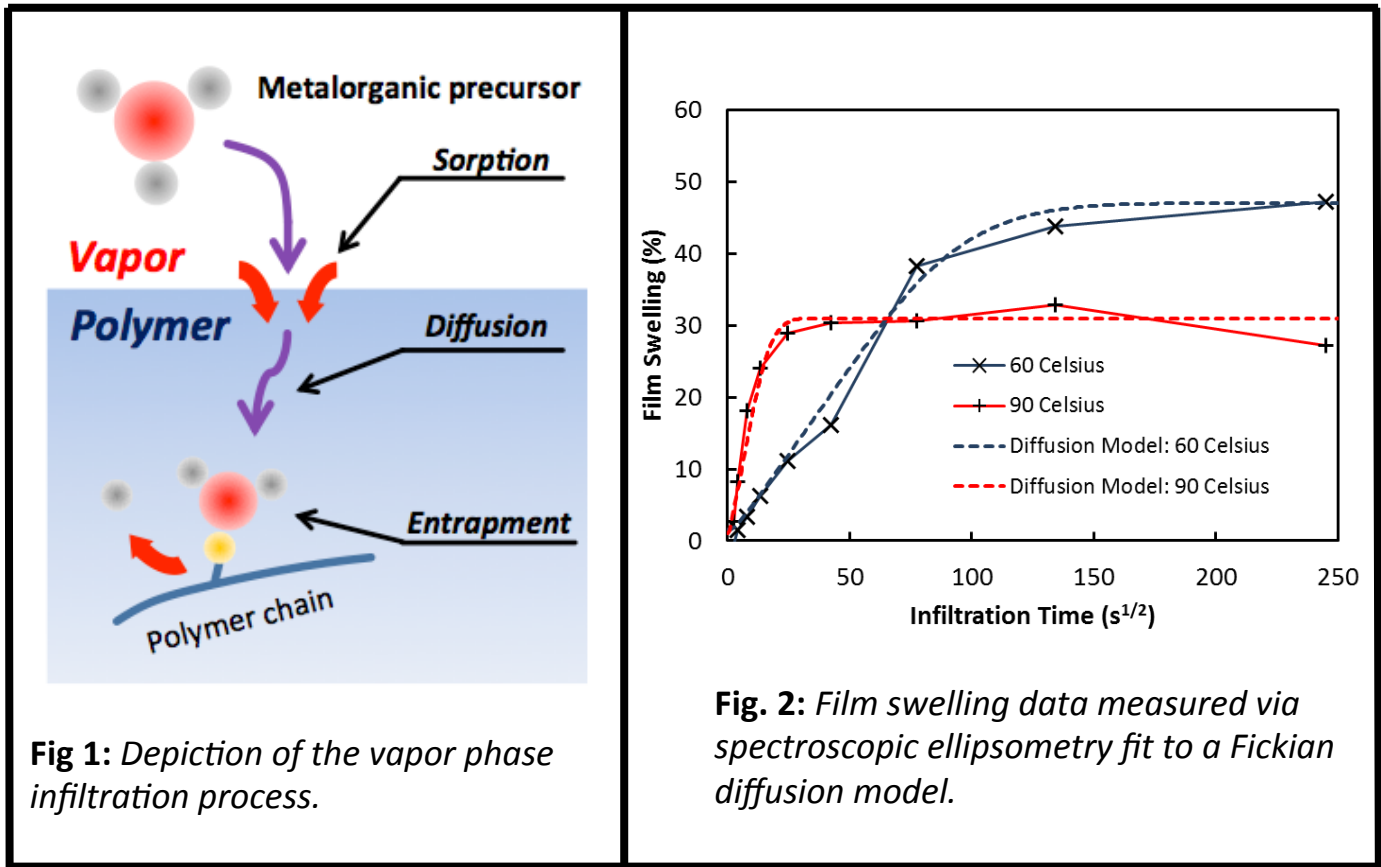 Metalorganic precursor
Sorption
Vapor
Polymer
Diffusion
Entrapment
Polymer chain
Fig 1: Depiction of the vapor phase
infiltration process.
60
50
40
30
20
10
0
Film Swelling (%)
60 Celsius
90 Celsius
Diffusion Model: 60 Celsius
Diffusion Model: 90 Celsius
0 50 100 150 200 250
Infiltration Time (s^1/2)
Fig. 2: Film swelling data measured via
spectroscopic ellipsometry fit to a Fickian
diffusion model.